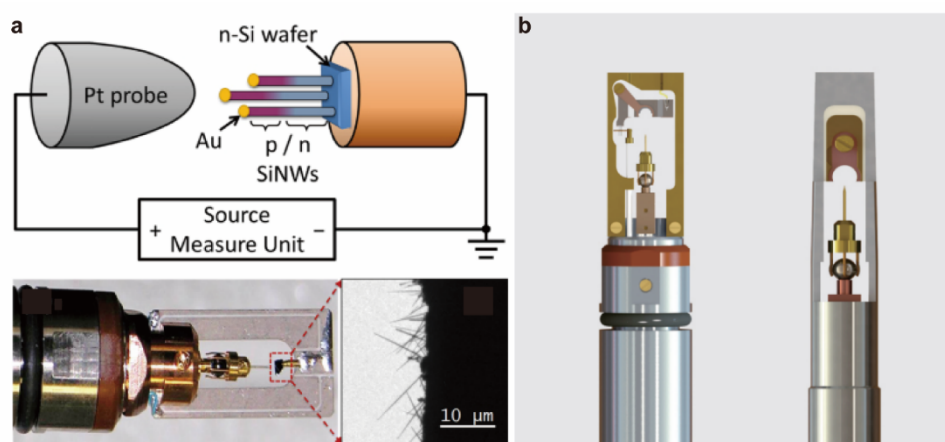 a
n-Si wafer
Pt probe
Au
p / n
SiNWs
+ Source −
Measure Unit
10 µm
b